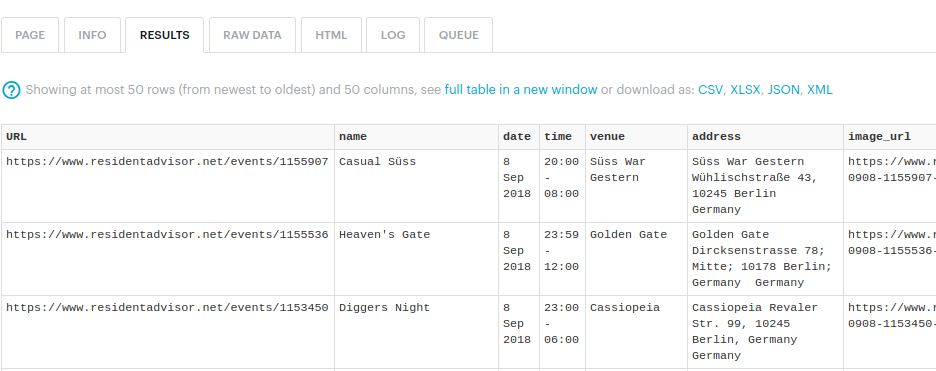 PAGE INFO RESULTS RAW DATA HTML LOG QUEUE
? Showing at most 50 rows (from newest to oldest) and 50 columns, see full table in a new window or download as: CSV, XLSX, JSON, XML
URL name date time venue address image_url
https://www.residentadvisor.net/events/1155907 Casual Süss 8 20:00 Süss War Süss War Gestern https://www.
Sep - Gestern Wühlischstraße 43, 0908-1155907-
2018 08:00 10245 Berlin
Germany
https://www.residentadvisor.net/events/1155536 Heaven's Gate 8 23:59 Golden Gate Golden Gate https://www.
Sep - Dircksenstrasse 78; 0908-1155536-
2018 12:00 Mitte; 10178 Berlin;
Germany Germany
https://www.residentadvisor.net/events/1153450 Diggers Night 8 23:00 Cassiopeia Cassiopeia Revaler https://www.
Sep - Str. 99, 10245 0908-1153450-
2018 06:00 Berlin, Germany
Germany